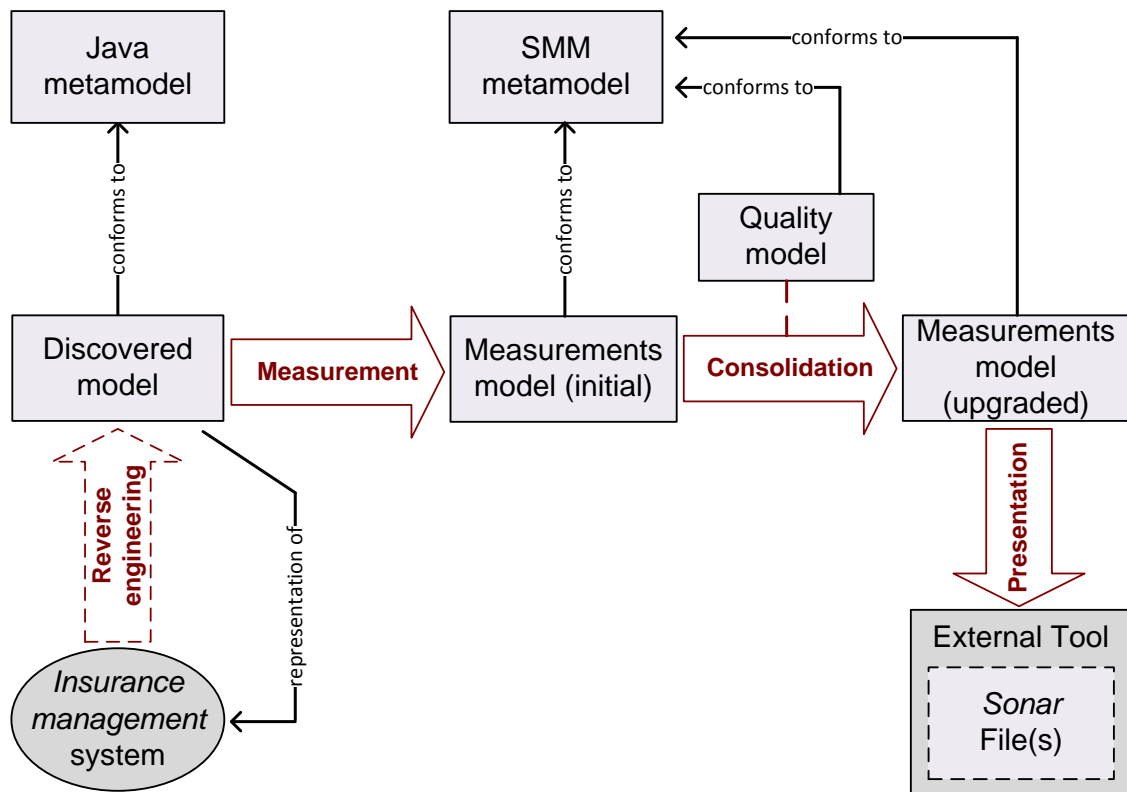 Java
metamodel
SMM
metamodel
conforms to
conforms to
conforms to
conforms to
Quality
model
Discovered
model
Measurement
Measurements
model (initial)
Consolidation
Measurements
model
(upgraded)
Reverse
engineering
representation of
Presentation
Insurance
management
system
External Tool
Sonar
File(s)